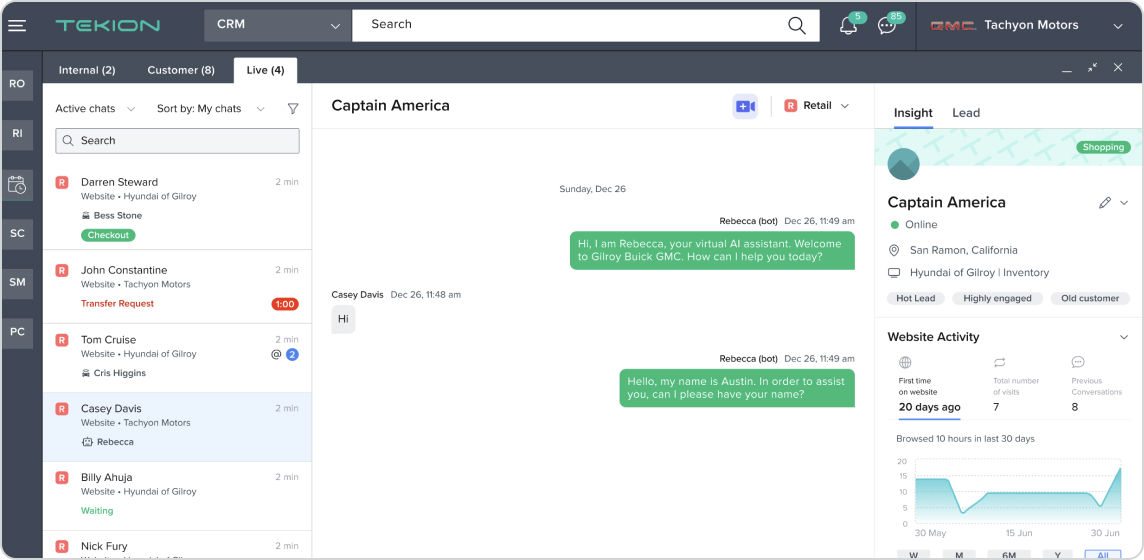 TEKION
CRM
Search
5
85
GMC
Tachyon Motors
RO
RI
SC
SM
PC
Internal (2)
Customer (8)
Live (4)
Active chats
Sort by: My chats
Search
R
Darren Steward
2 min
Website • Hyundai of Gilroy
Bess Stone
Checkout
R
John Constantine
2 min
Website • Tachyon Motors
Transfer Request
1:00
R
Tom Cruise
2 min
Website • Hyundai of Gilroy
@ 2
Cris Higgins
R
Casey Davis
2 min
Website • Tachyon Motors
Rebecca
R
Billy Ahuja
2 min
Website • Hyundai of Gilroy
Waiting
R
Nick Fury
2 min
Captain America
R Retail
Sunday, Dec 26
Rebecca (bot) Dec 26, 11:49 am
Hi, I am Rebecca, your virtual AI assistant. Welcome
to Gilroy Buick GMC. How can I help you today?
Casey Davis Dec 26, 11:48 am
Hi
Rebecca (bot) Dec 26, 11:49 am
Hello, my name is Austin. In order to assist
you, can I please have your name?
Insight
Lead
Shopping
Captain America
Online
San Ramon, California
Hyundai of Gilroy | Inventory
Hot Lead
Highly engaged
Old customer
Website Activity
First time
on website
20 days ago
Total number
of visits
7
Previous
Conversations
8
Browsed 10 hours in last 30 days
20
15
10
5
0
30 May
15 Jun
30 Jun
W
M
6M
Y
All